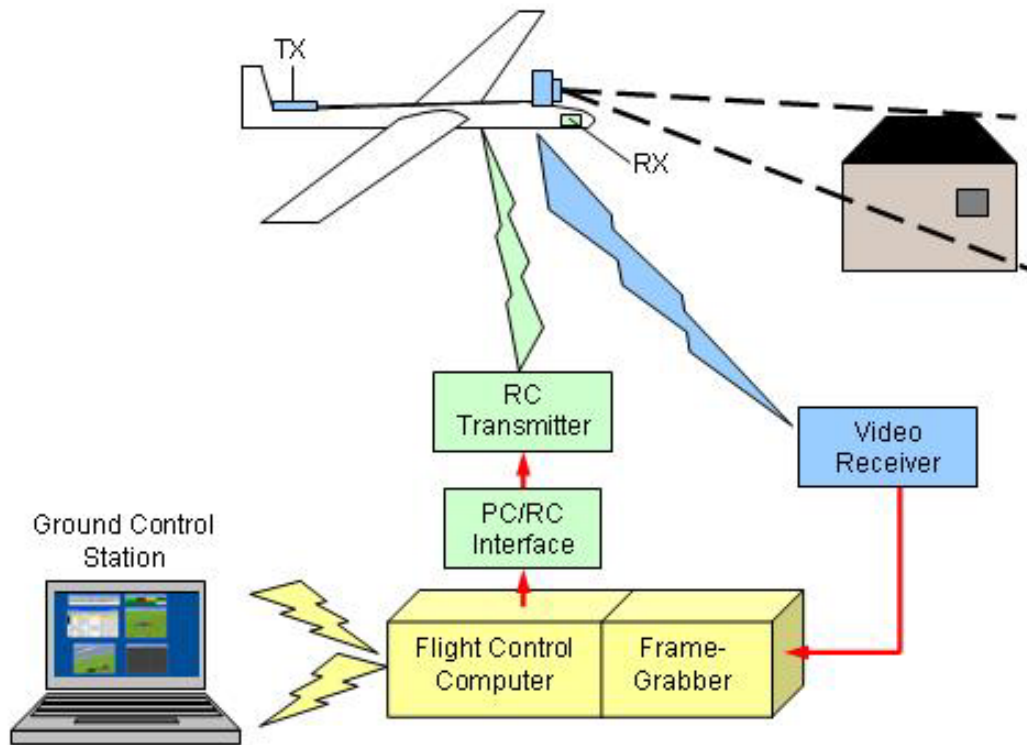 TX
RX
RC
Transmitter
Video
Receiver
PC/RC
Interface
Ground Control
Station
Flight Control
Computer
Frame-
Grabber